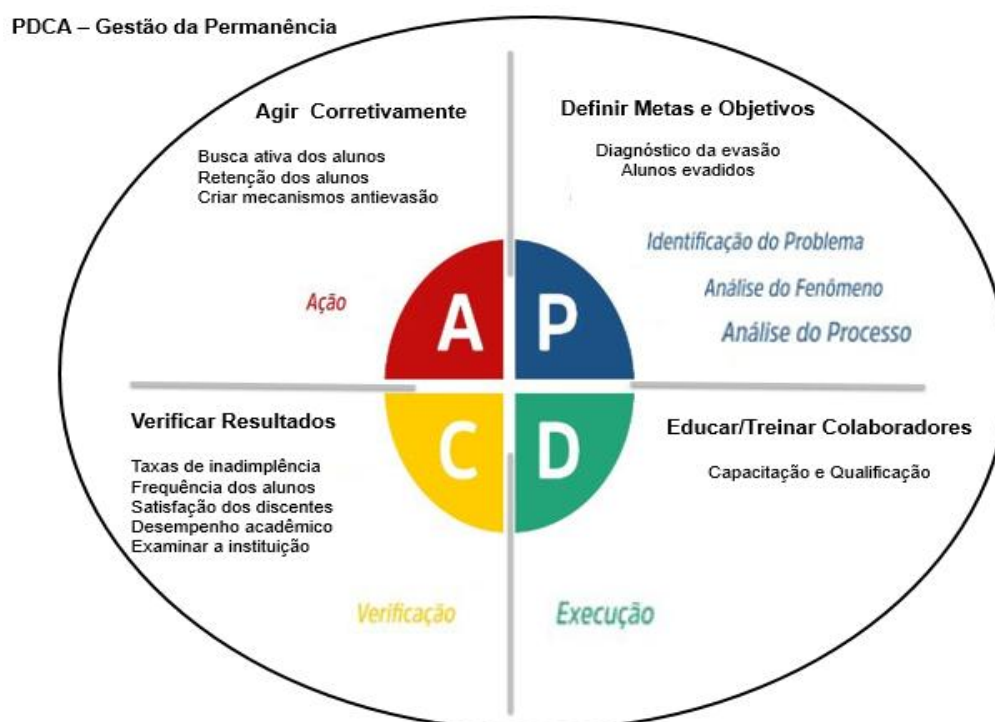 PDCA – Gestão da Permanência
Agir Corretivamente
Busca ativa dos alunos
Retenção dos alunos
Criar mecanismos antievasão
Ação
A
Definir Metas e Objetivos
Diagnóstico da evasão
Alunos evadidos
Identificação do Problema
Análise do Fenômeno
Análise do Processo
P
Verificar Resultados
Taxas de inadimplência
Frequência dos alunos
Satisfação dos discentes
Desempenho acadêmico
Examinar a instituição
Verificação
C
Educar/Treinar Colaboradores
Capacitação e Qualificação
Execução
D